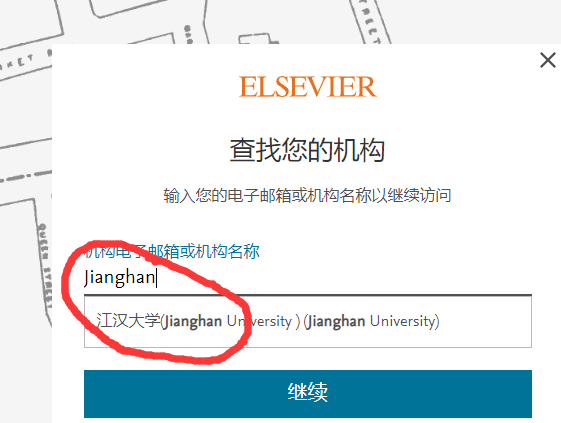 ELSEVIER
查找您的机构
输入您的电子邮箱或机构名称以继续访问
QUEEN STREET
机构电子邮箱或机构名称
Jianghan
江汉大学(Jianghan University ) (Jianghan University)
继续